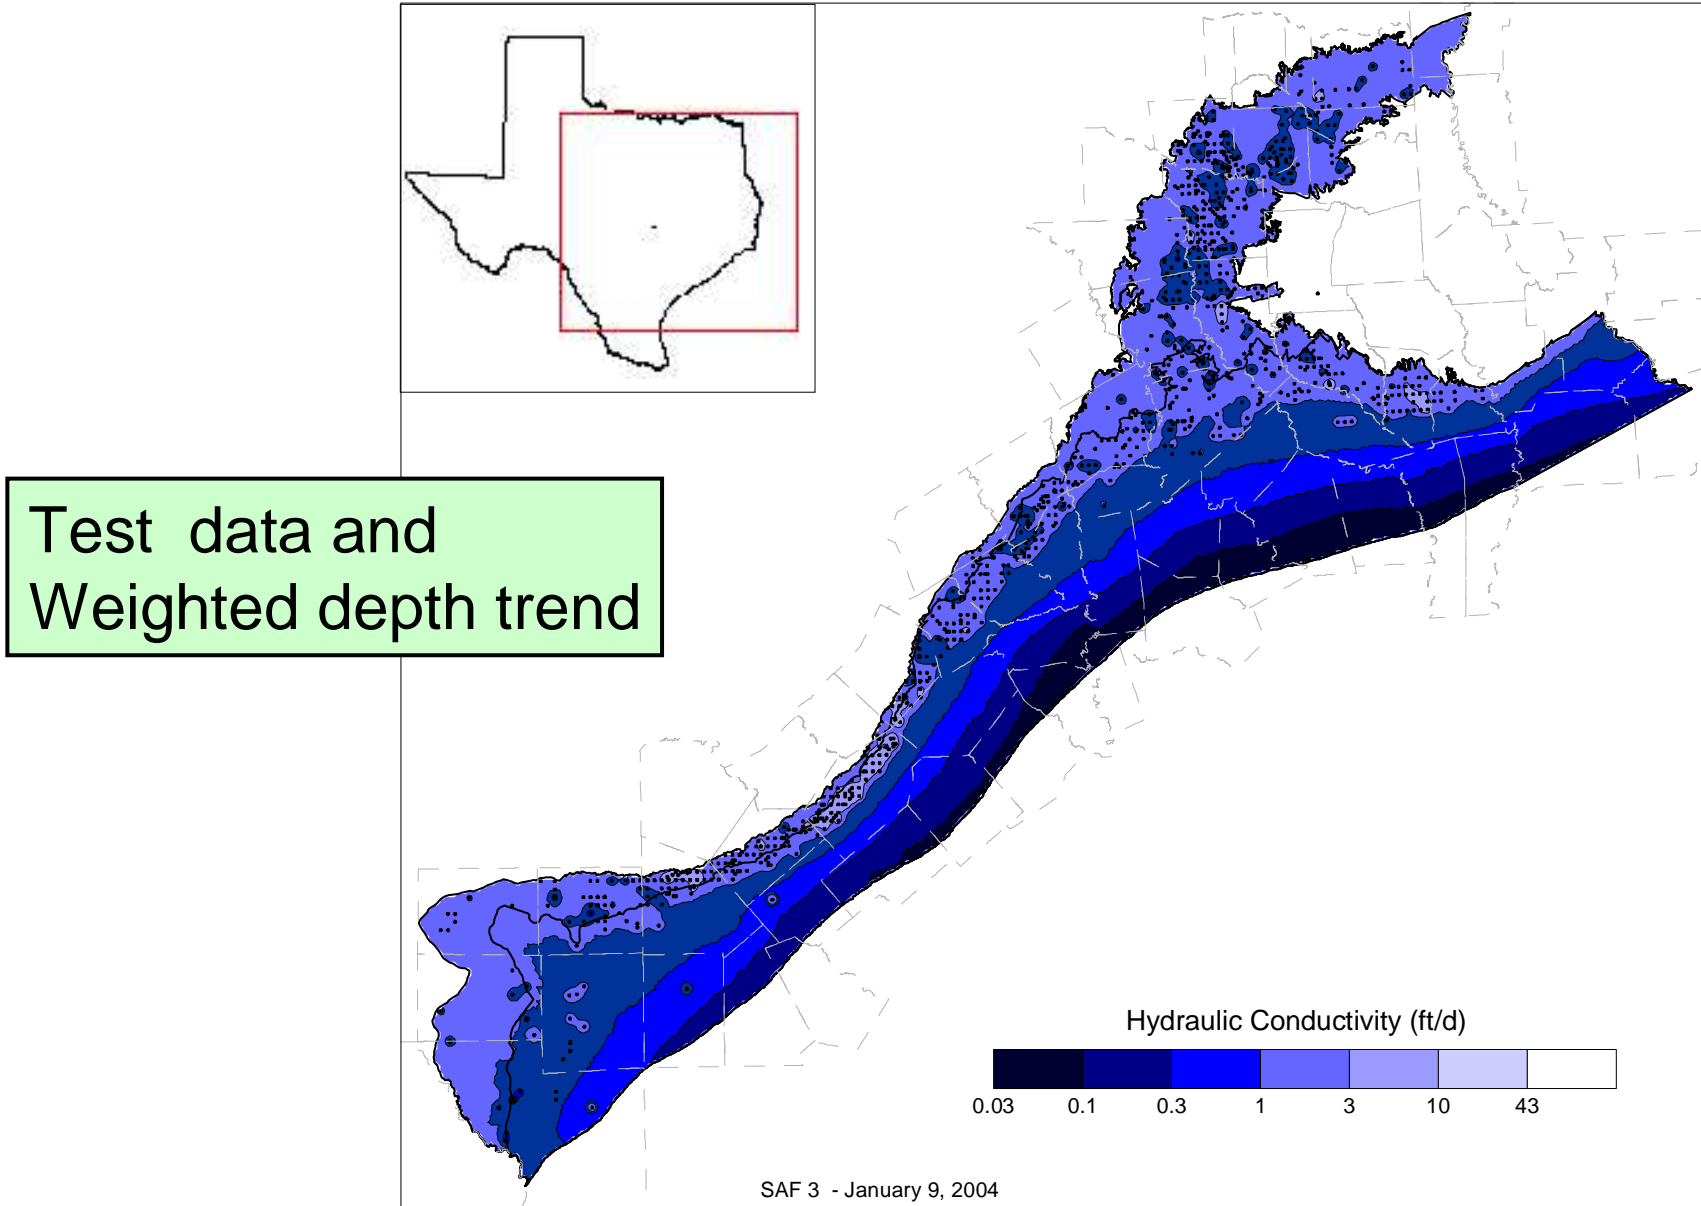 Test data and
Weighted depth trend
Hydraulic Conductivity (ft/d)
0.03 0.1 0.3 1 3 10 43
SAF 3 - January 9, 2004